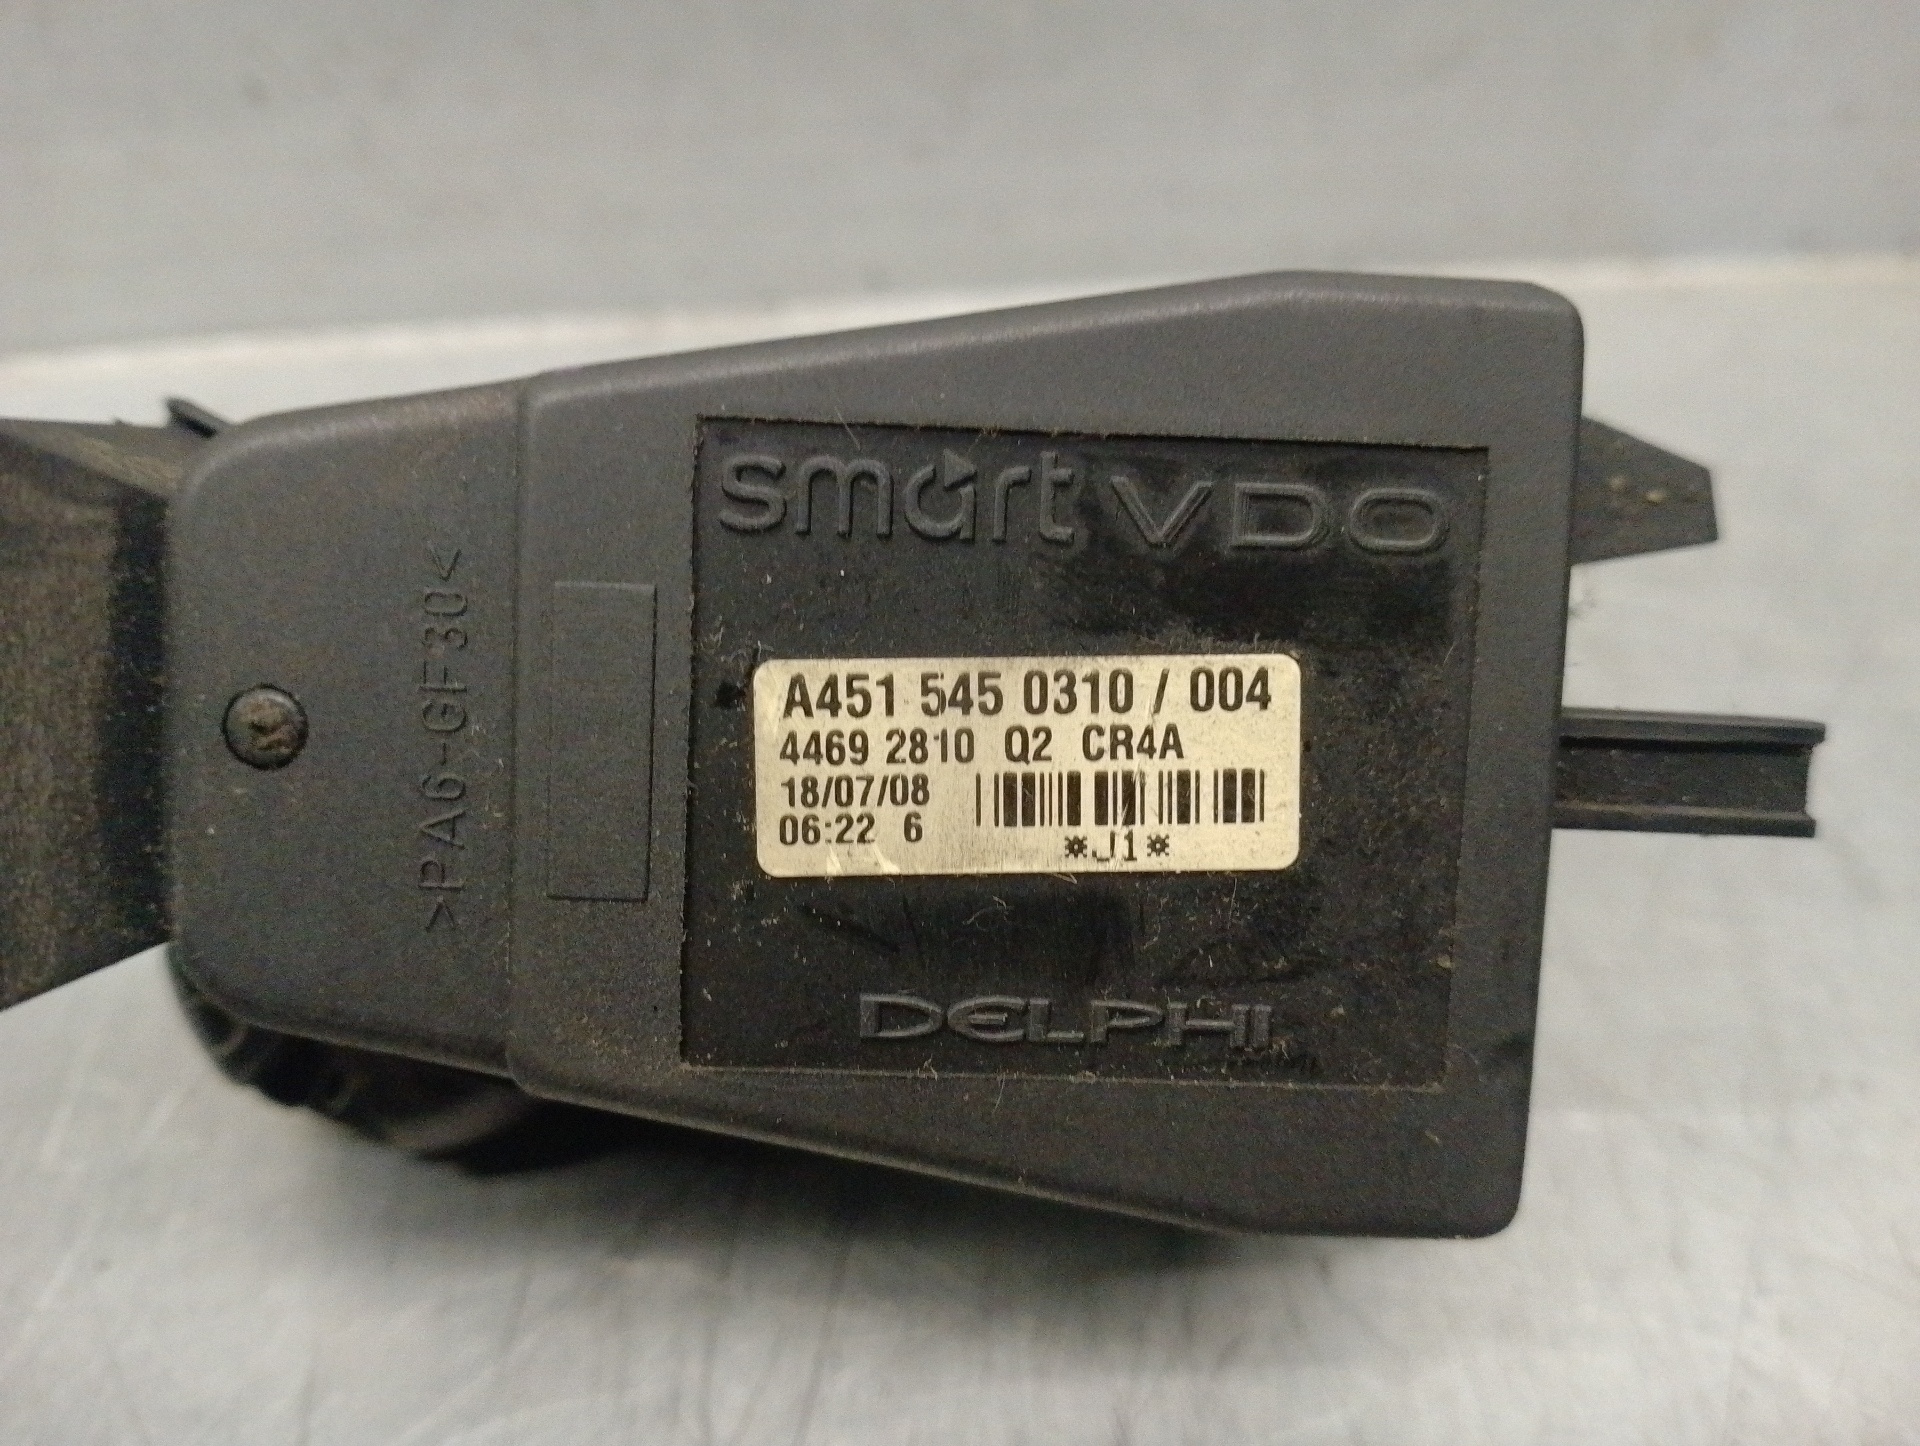 smart VDO
A451 545 0310 / 004
4469 2810 Q2 CR4A
18/07/08
06:22 6
*J1*
DELPHI
>PA6-GF30<